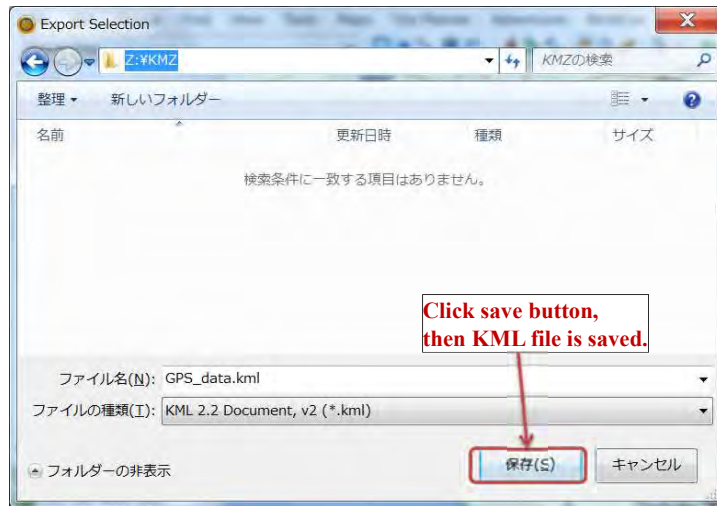 Export Selection
Z:¥KMZ
KMZの検索
整理
新しいフォルダー
名前
更新日時
種類
サイズ
検索条件に一致する項目はありません。
Click save button,
then KML file is saved.
ファイル名(N): GPS_data.kml
ファイルの種類(T): KML 2.2 Document, v2 (*.kml)
フォルダーの非表示
保存(S)
キャンセル